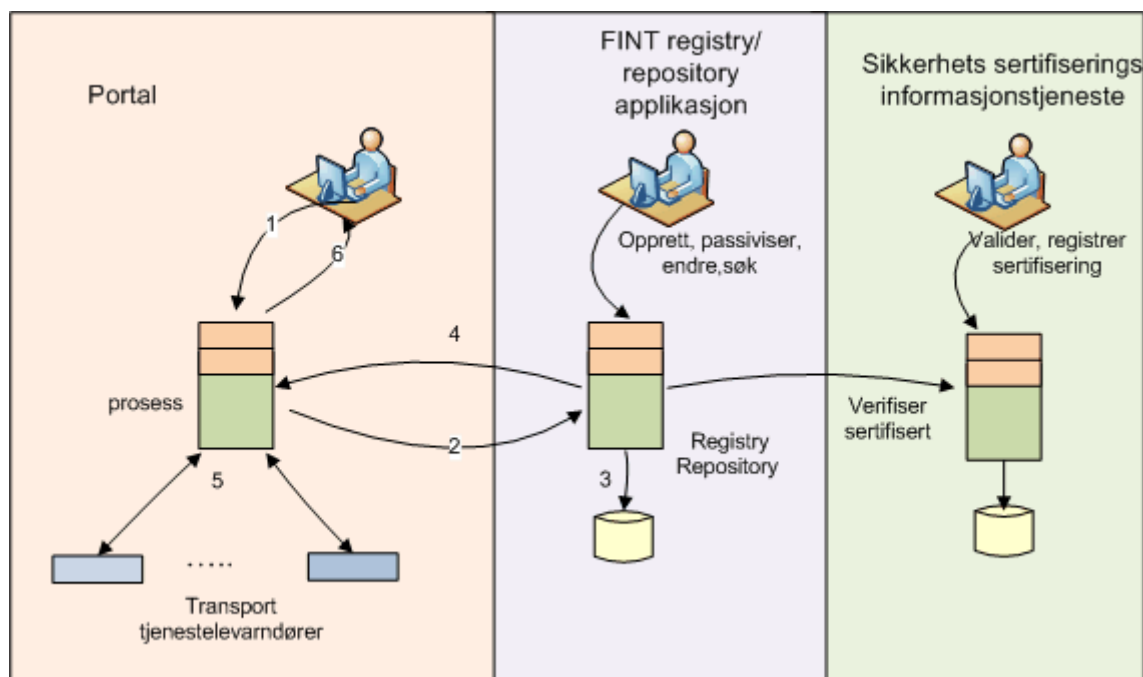 Portal
1
6
prosess
4
2
5
Transport
tjenestelevarndører
FINT registry/
repository
applikasjon
Opprett, passiviser,
endre,søk
Registry
Repository
3
Sikkerhets sertifiserings
informasjonstjeneste
Valider, registrer
sertifisering
Verifiser
sertifisert